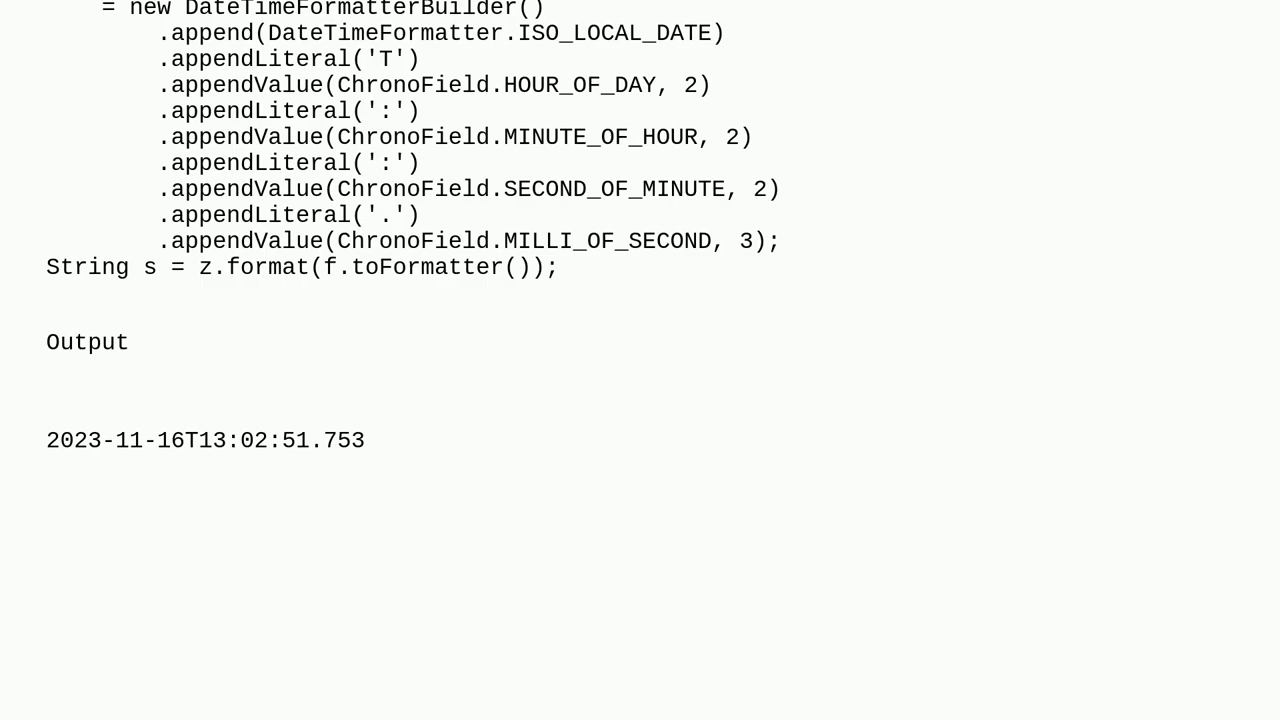 = new DateTimeFormatterBuilder()
.append(DateTimeFormatter.ISO_LOCAL_DATE)
.appendLiteral('T')
.appendValue(ChronoField.HOUR_OF_DAY, 2)
.appendLiteral(':')
.appendValue(ChronoField.MINUTE_OF_HOUR, 2)
.appendLiteral(':')
.appendValue(ChronoField.SECOND_OF_MINUTE, 2)
.appendLiteral('.')
.appendValue(ChronoField.MILLI_OF_SECOND, 3);
String s = z.format(f.toFormatter());
Output
2023-11-16T13:02:51.753